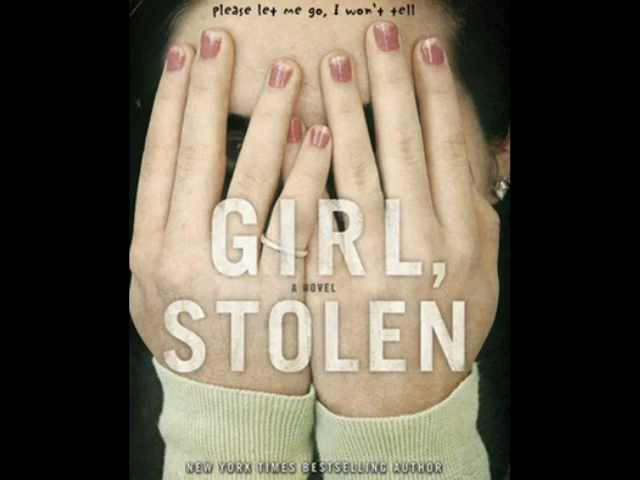 please let me go, I won't tell
GIRL,
A NOVEL
STOLEN
NEW YORK TIMES BESTSELLING AUTHOR